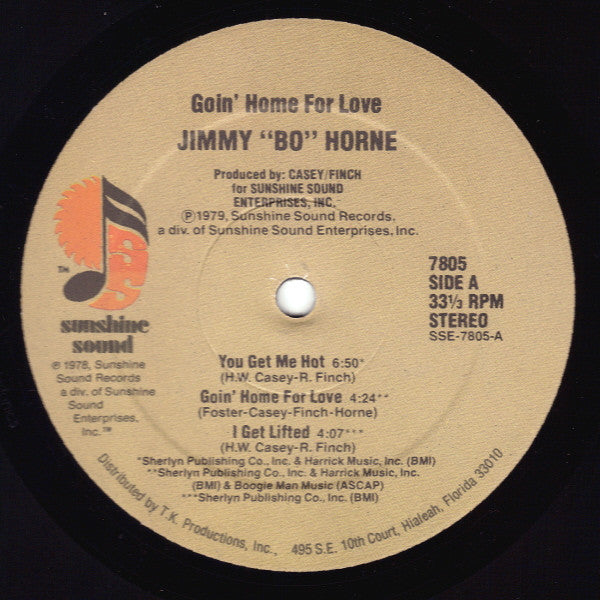 Goin' Home For Love
JIMMY "BO" HORNE
Produced by: CASEY/FINCH
for SUNSHINE SOUND
ENTERPRISES, INC.
Ⓟ1979, Sunshine Sound Records.
a div. of Sunshine Sound Enterprises, Inc.
SS
TM
sunshine
sound
℗ 1978, Sunshine
Sound Records
a div. of Sunshine
Sound
Enterprises,
Inc.™
7805
SIDE A
33⅓ RPM
STEREO
SSE-7805-A
You Get Me Hot 6:50*
(H.W. Casey-R. Finch)
Goin' Home For Love 4:24**
(Foster-Casey-Finch-Horne)
I Get Lifted 4:07***
(H.W. Casey-R. Finch)
*Sherlyn Publishing Co., Inc. & Harrick Music, Inc. (BMI)
**Sherlyn Publishing Co., Inc. & Harrick Music, Inc.
(BMI) & Boogie Man Music (ASCAP)
***Sherlyn Publishing Co., Inc. (BMI)
Distributed by T.K. Productions, Inc., 495 S.E. 10th Court, Hialeah, Florida 33010